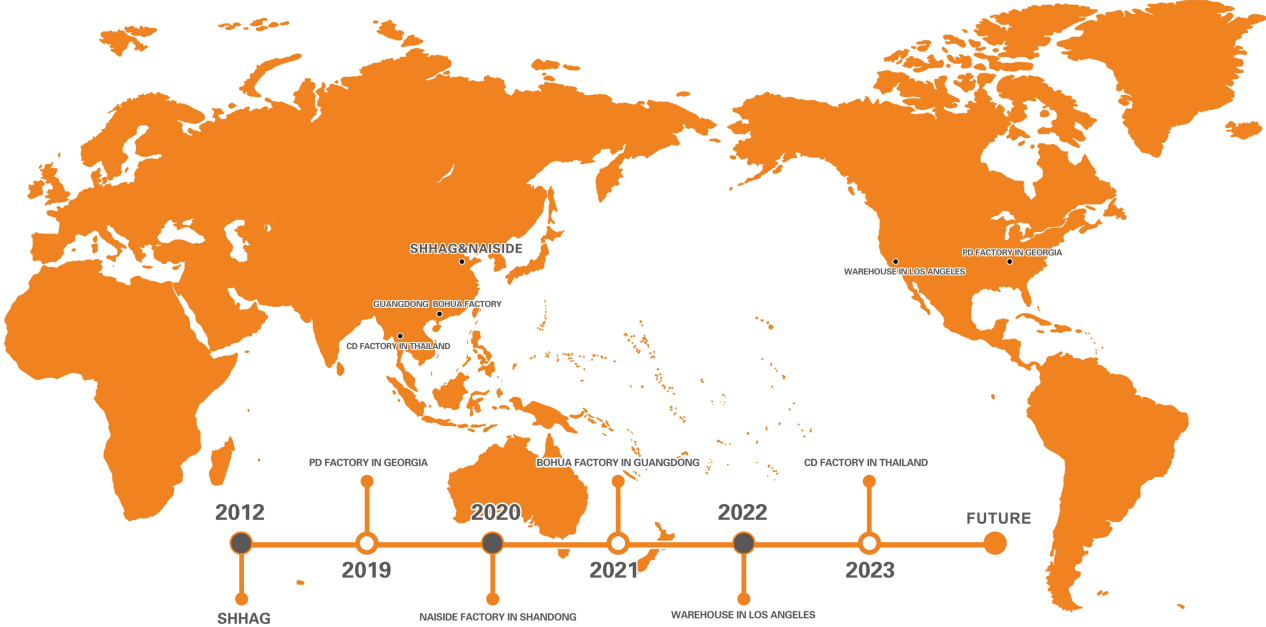 SHHAG&NAISIDE
PD FACTORY IN GEORGIA
WAREHOUSE IN LOS ANGELES
GUANGDONG BOHUA FACTORY
CD FACTORY IN THAILAND
PD FACTORY IN GEORGIA
BOHUA FACTORY IN GUANGDONG
CD FACTORY IN THAILAND
2012
2020
2022
FUTURE
2019
2021
2023
SHHAG
NAISIDE FACTORY IN SHANDONG
WAREHOUSE IN LOS ANGELES